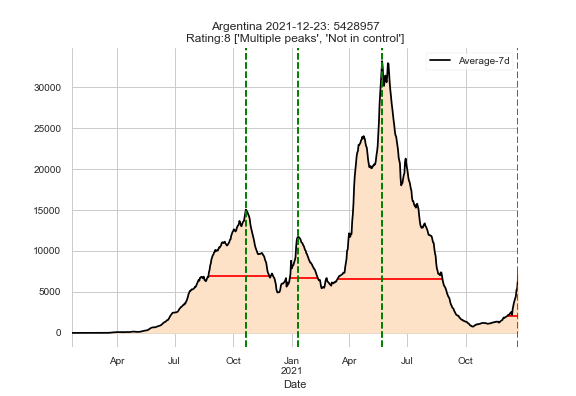 Argentina 2021-12-23: 5428957
Rating:8 ['Multiple peaks', 'Not in control']
Average-7d
30000
25000
20000
15000
10000
5000
0
Apr Jul Oct Jan Apr Jul Oct
2021
Date